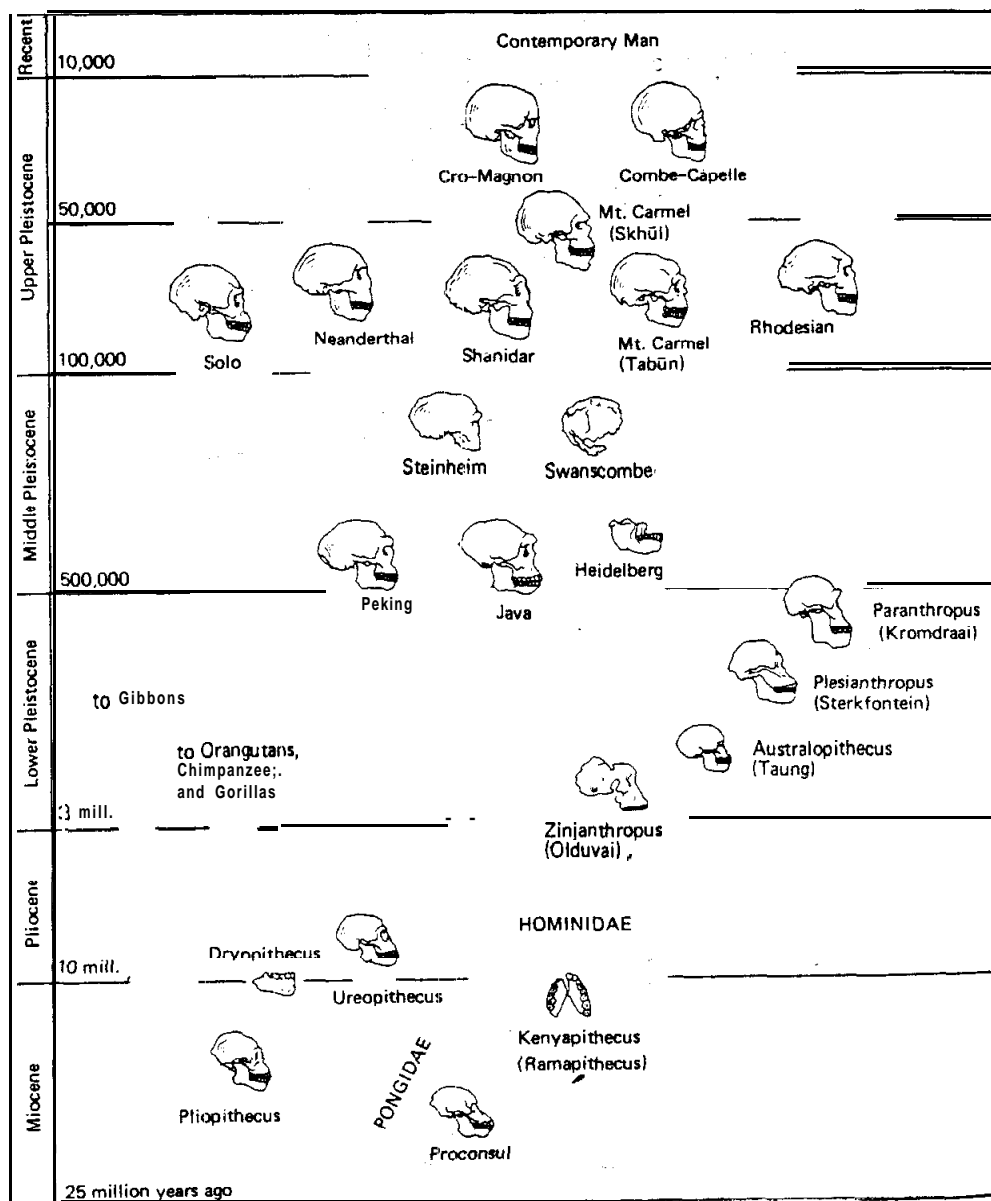 Recent
10,000
Contemporary Man
Upper Pleistocene
Cro-Magnon
Combe-Capelle
50,000
Mt. Carmel
(Skhūl)
Solo
Neanderthal
Shanidar
Mt. Carmel
(Tabūn)
Rhodesian
100,000
Middle Pleistocene
Steinheim
Swanscombe
Heidelberg
500,000
Peking
Java
Lower Pleistocene
Paranthropus
(Kromdraai)
to Gibbons
Plesianthropus
(Sterkfontein)
to Orangutans,
Chimpanzee;.
and Gorillas
Australopithecus
(Taung)
3 mill.
Zinjanthropus
(Olduvai)
Pliocene
HOMINIDAE
Dryopithecus
10 mill.
Ureopithecus
Miocene
Kenyapithecus
(Ramapithecus)
PONGIDAE
Pliopithecus
Proconsul
25 million years ago